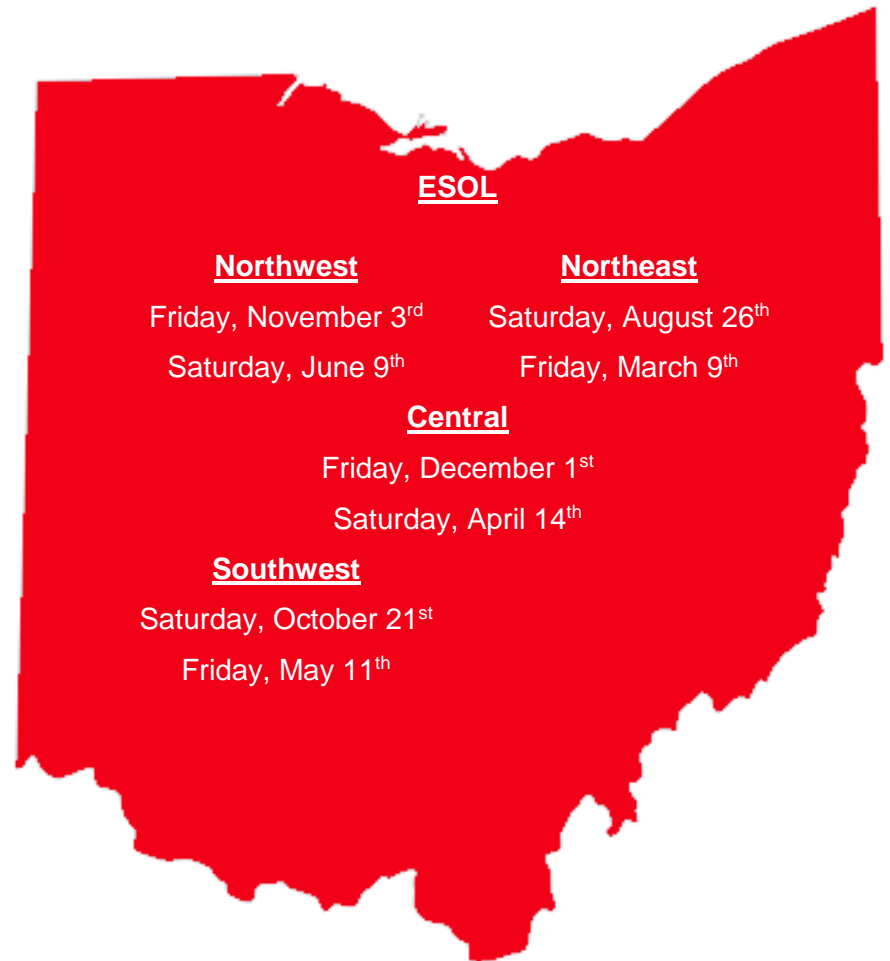 ESOL
Northwest
Friday, November 3rd
Saturday, June 9th
Northeast
Saturday, August 26th
Friday, March 9th
Central
Friday, December 1st
Saturday, April 14th
Southwest
Saturday, October 21st
Friday, May 11th